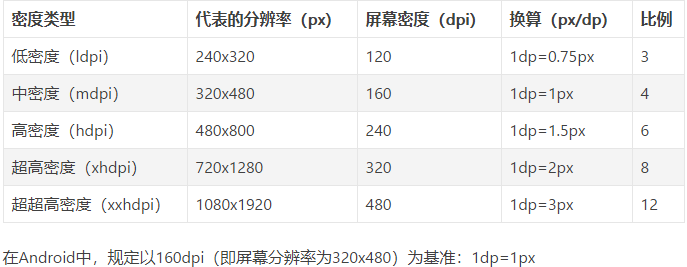 密度类型 代表的分辨率（px） 屏幕密度（dpi） 换算（px/dp） 比例
低密度（ldpi） 240x320 120 1dp=0.75px 3
中密度（mdpi） 320x480 160 1dp=1px 4
高密度（hdpi） 480x800 240 1dp=1.5px 6
超高密度（xhdpi） 720x1280 320 1dp=2px 8
超超高密度（xxhdpi） 1080x1920 480 1dp=3px 12
在Android中，规定以160dpi（即屏幕分辨率为320x480）为基准：1dp=1px